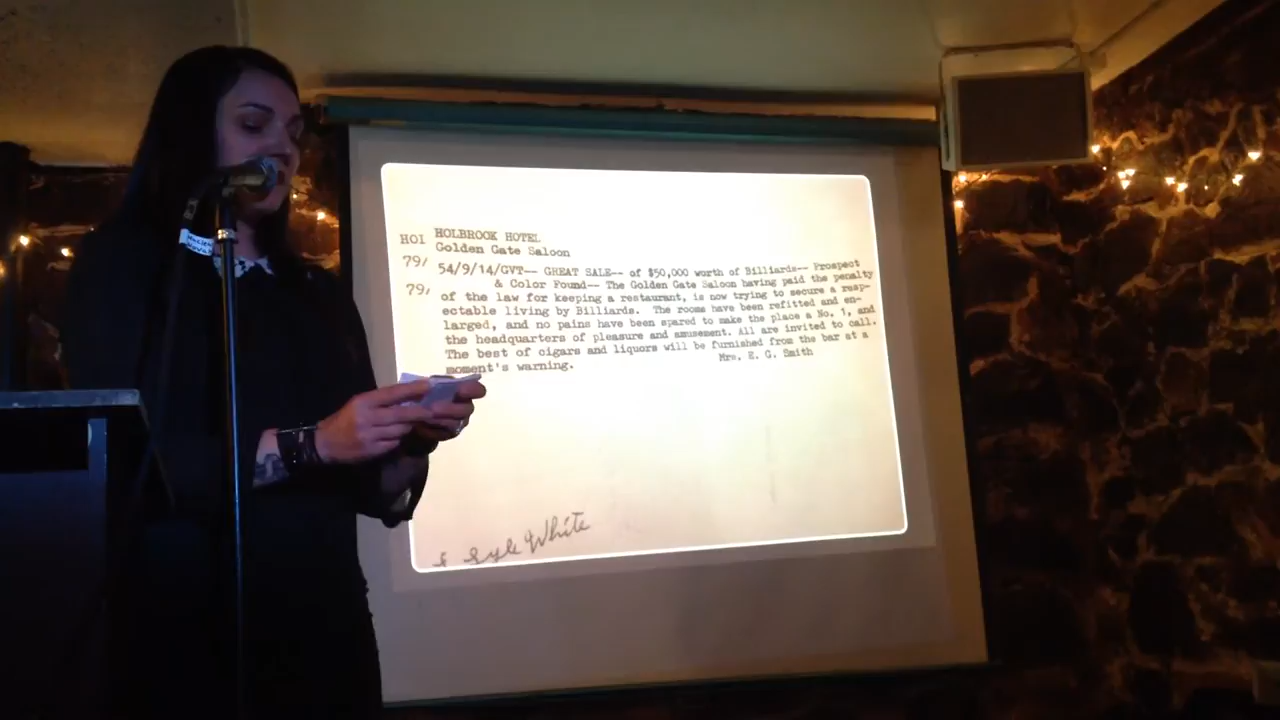 HOLBROOK HOTEL
Golden Gate Saloon
HOI
79/
79/
54/9/14/GVT-- GREAT SALE-- of $50,000 worth of Billiards-- Prospect
& Color Found-- The Golden Gate Saloon having paid the penalty
of the law for keeping a restaurant, is now trying to secure a resp-
ectable living by Billiards. The rooms have been refitted and en-
larged, and no pains have been spared to make the place a No. 1, and
the headquarters of pleasure and amusement. All are invited to call.
The best of cigars and liquors will be furnished from the bar at a
moment's warning. Mrs, E. G. Smith
Lyle White